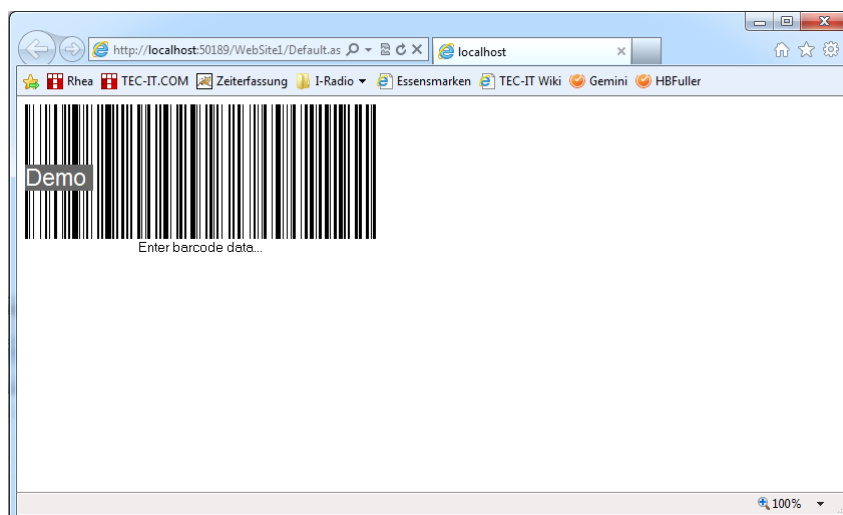 http://localhost:50189/WebSite1/Default.as
localhost
Rhea TEC-IT.COM Zeiterfassung I-Radio Essensmarken TEC-IT Wiki Gemini HBFuller
Demo
Enter barcode data...
100%